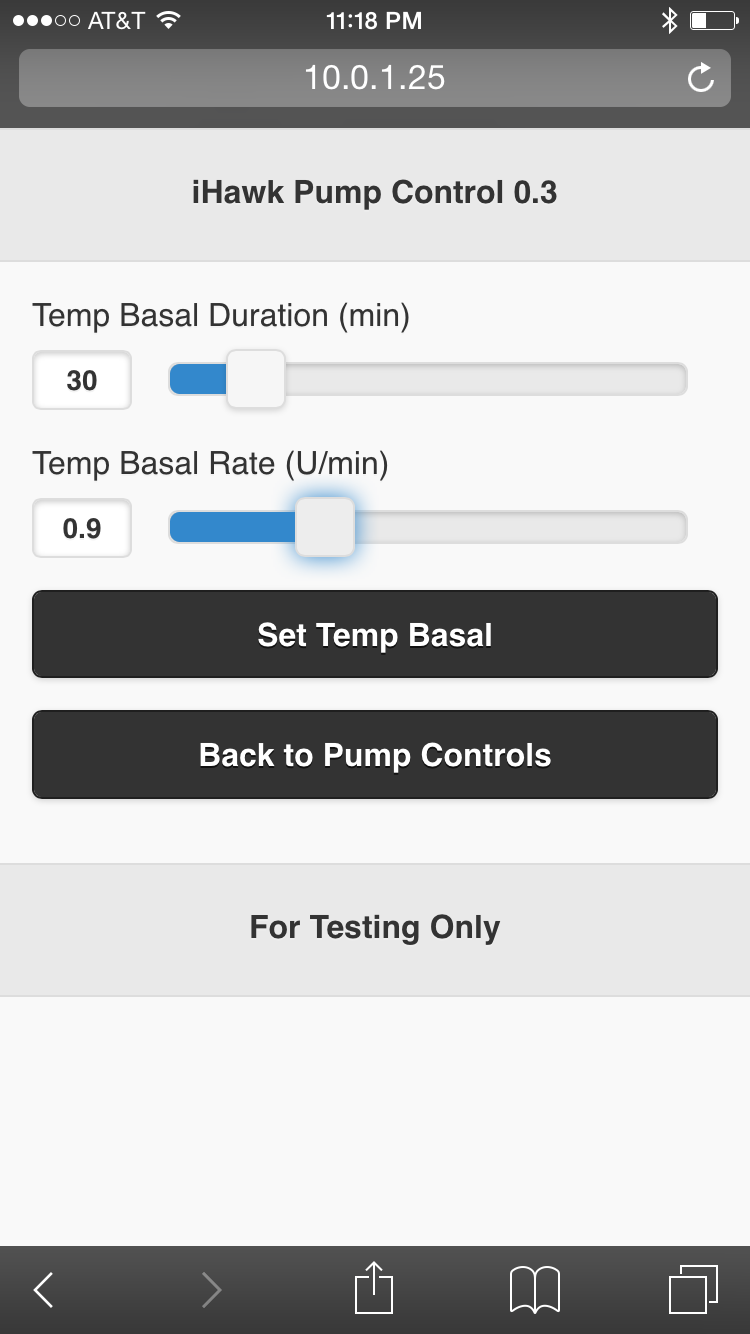 AT&T 11:18 PM
10.0.1.25
iHawk Pump Control 0.3
Temp Basal Duration (min)
30
Temp Basal Rate (U/min)
0.9
Set Temp Basal
Back to Pump Controls
For Testing Only